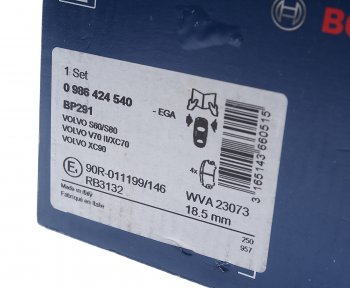 Bo
1 Set
0 986 424 540
BP291
- EGA
VOLVO S60/S80
VOLVO V70 II/XC70
VOLVO XC90
4x
E
90R-011199/146
RB3132
WVA 23073
18.5 mm
Made in Italy
Fabriqué en Italie
250
957
3 165143 660515